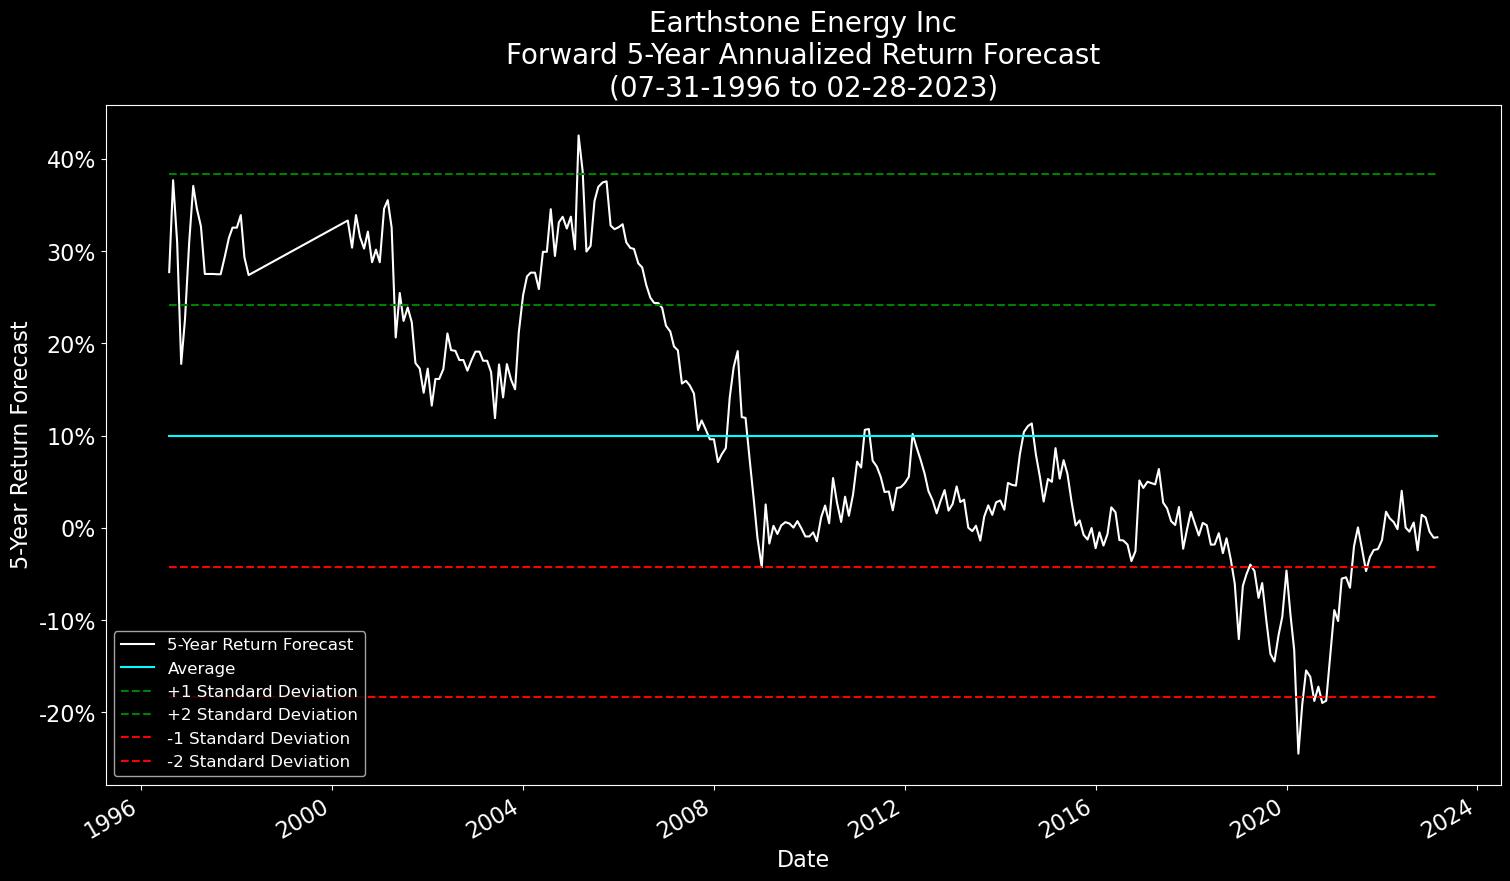 Earthstone Energy Inc
Forward 5-Year Annualized Return Forecast
(07-31-1996 to 02-28-2023)
5-Year Return Forecast
40%
30%
20%
10%
0%
-10%
-20%
5-Year Return Forecast
Average
+1 Standard Deviation
+2 Standard Deviation
-1 Standard Deviation
-2 Standard Deviation
1996
2000
2004
2008
2012
2016
2020
2024
Date